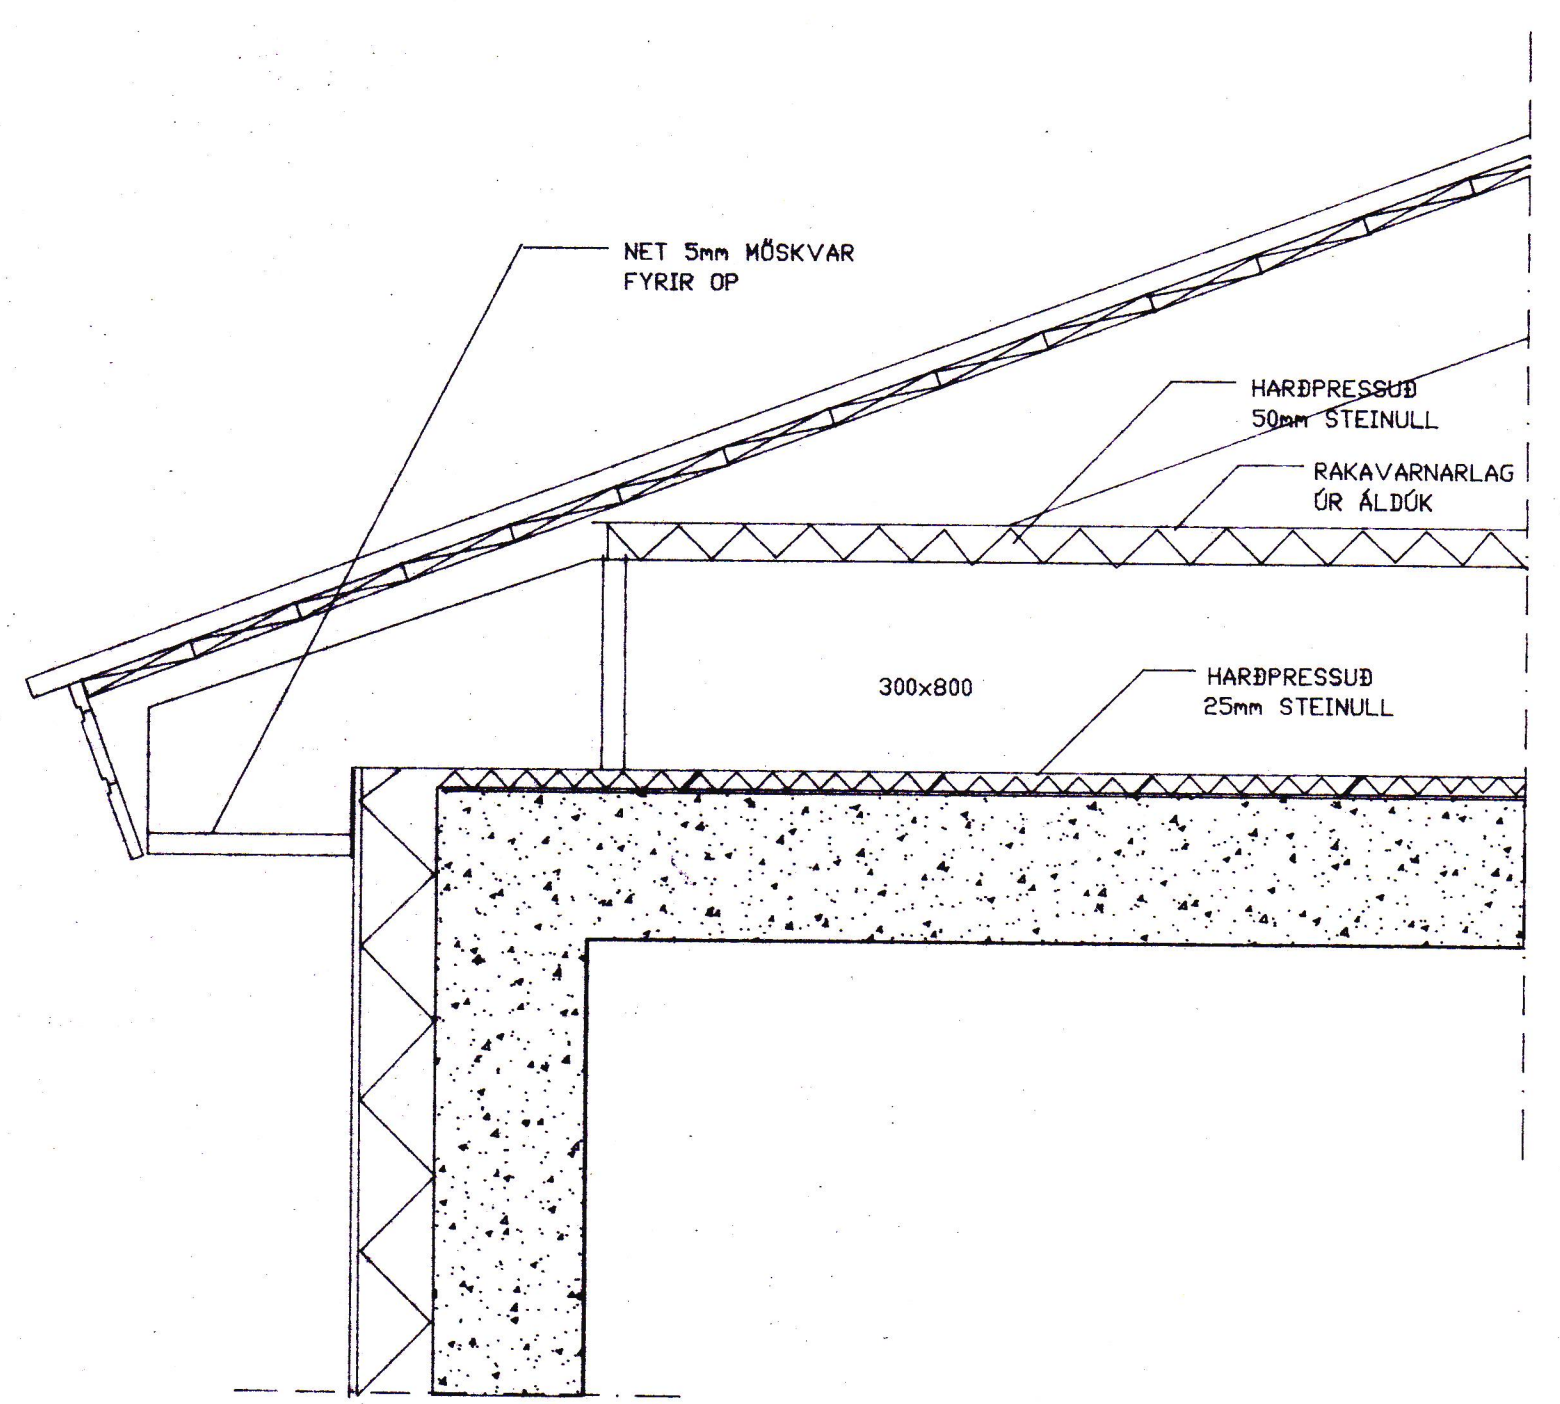 NET 5mm MÖSKVAR
FYRIR OP
HARÐPRESSUÐ
50mm STEINULL
RAKAVARNARLAG
ÚR ÁLDÚK
300x800
HARÐPRESSUÐ
25mm STEINULL